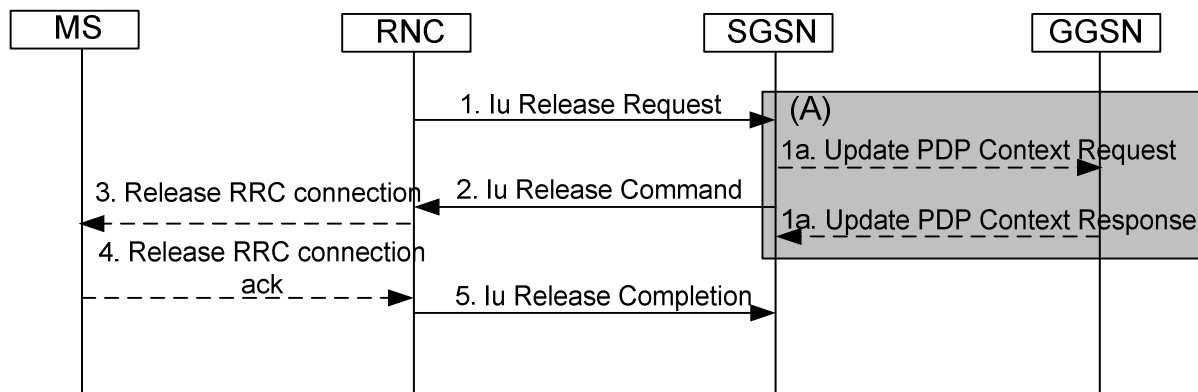 MS
RNC
SGSN
GGSN
1. Iu Release Request
(A)
1a. Update PDP Context Request
3. Release RRC connection
2. Iu Release Command
1a. Update PDP Context Response
4. Release RRC connection
ack
5. Iu Release Completion